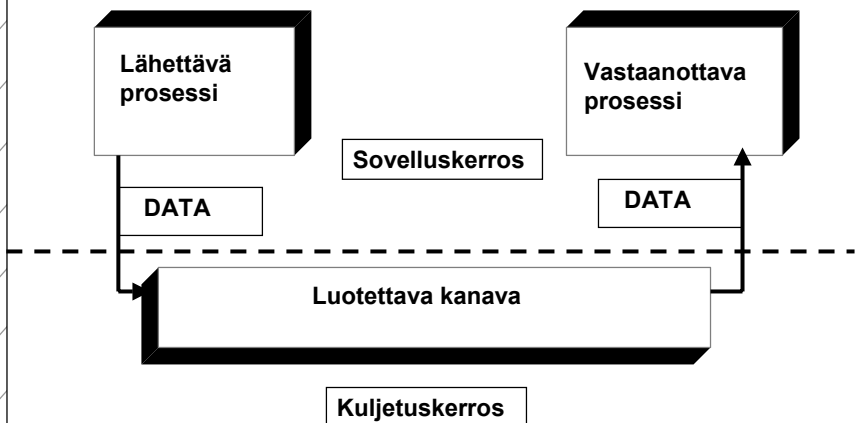 Lähettävä
prosessi
Vastaanottava
prosessi
Sovelluskerros
DATA
DATA
Luotettava kanava
Kuljetuskerros